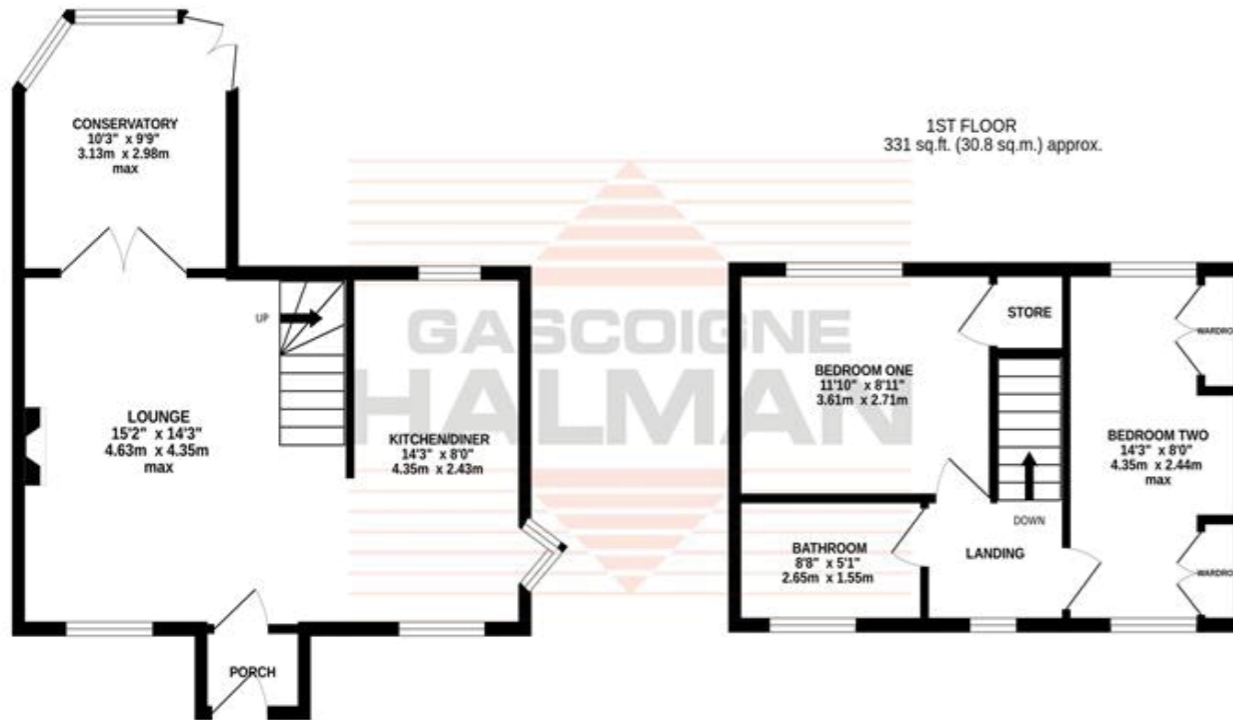 CONSERVATORY
10'3" x 9'9"
3.13m x 2.98m
max
1ST FLOOR
331 sq.ft. (30.8 sq.m.) approx.
UP
LOUNGE
15'2" x 14'3"
4.63m x 4.35m
max
KITCHEN/DINER
14'3" x 8'0"
4.35m x 2.43m
PORCH
GASCOIGNE
HALMAN
BEDROOM ONE
11'10" x 8'11"
3.61m x 2.71m
STORE
WARDRO
BEDROOM TWO
14'3" x 8'0"
4.35m x 2.44m
max
DOWN
BATHROOM
8'8" x 5'1"
2.65m x 1.55m
LANDING
WARDRO